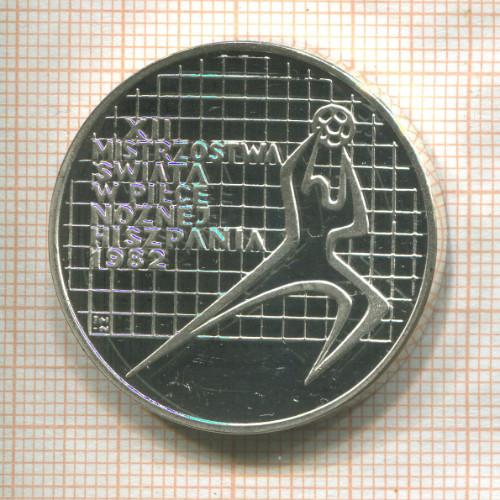 XII
MISTRZOSTWA
ŚWIATA
W PIŁCE
NOŻNEJ
HISZPANIA
1982